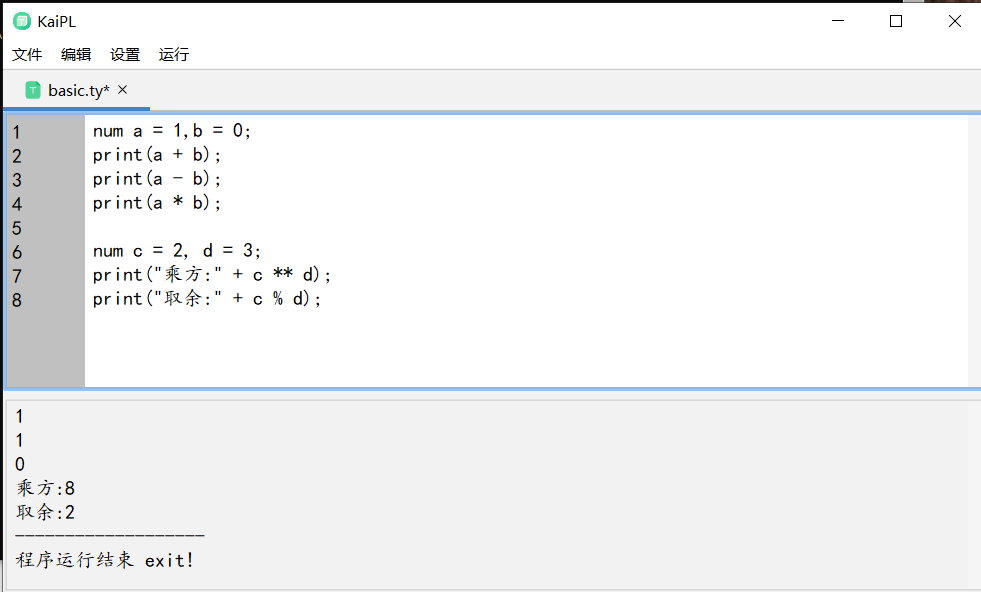 KaiPL
文件 编辑 设置 运行
basic.ty* ×
1 num a = 1,b = 0;
2 print(a + b);
3 print(a - b);
4 print(a * b);
5
6 num c = 2, d = 3;
7 print("乘方:" + c ** d);
8 print("取余:" + c % d);
1
1
0
乘方:8
取余:2
-------------------
程序运行结束 exit!